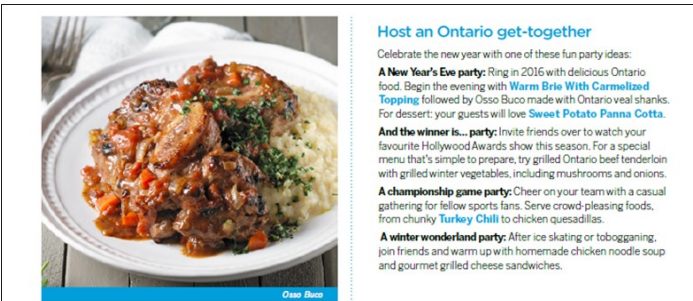 Host an Ontario get-together
Celebrate the new year with one of these fun party ideas:
A New Year's Eve party: Ring in 2016 with delicious Ontario
food. Begin the evening with Warm Brie With Carmelized
Topping followed by Osso Buco made with Ontario veal shanks.
For dessert: your guests will love Sweet Potato Panna Cotta.
And the winner is... party: Invite friends over to watch your
favourite Hollywood Awards show this season. For a special
menu that's simple to prepare, try grilled Ontario beef tenderloin
with grilled winter vegetables, including mushrooms and onions.
A championship game party: Cheer on your team with a casual
gathering for fellow sports fans. Serve crowd-pleasing foods,
from chunky Turkey Chili to chicken quesadillas.
A winter wonderland party: After ice skating or tobogganing,
join friends and warm up with homemade chicken noodle soup
and gourmet grilled cheese sandwiches.
Osso Buco